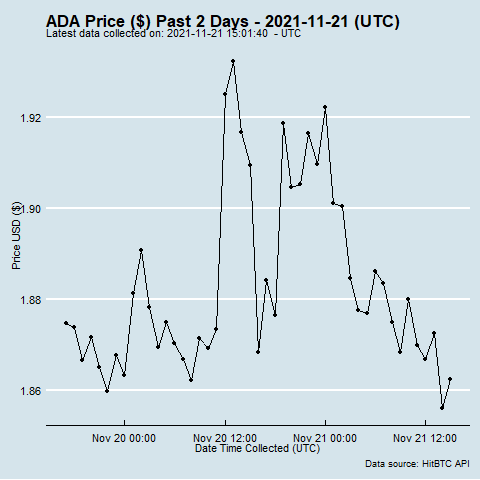 ADA Price ($) Past 2 Days - 2021-11-21 (UTC)
Latest data collected on: 2021-11-21 15:01:40 - UTC
1.92
1.90
1.88
1.86
Price USD ($)
Nov 20 00:00
Nov 20 12:00
Nov 21 00:00
Nov 21 12:00
Date Time Collected (UTC)
Data source: HitBTC API